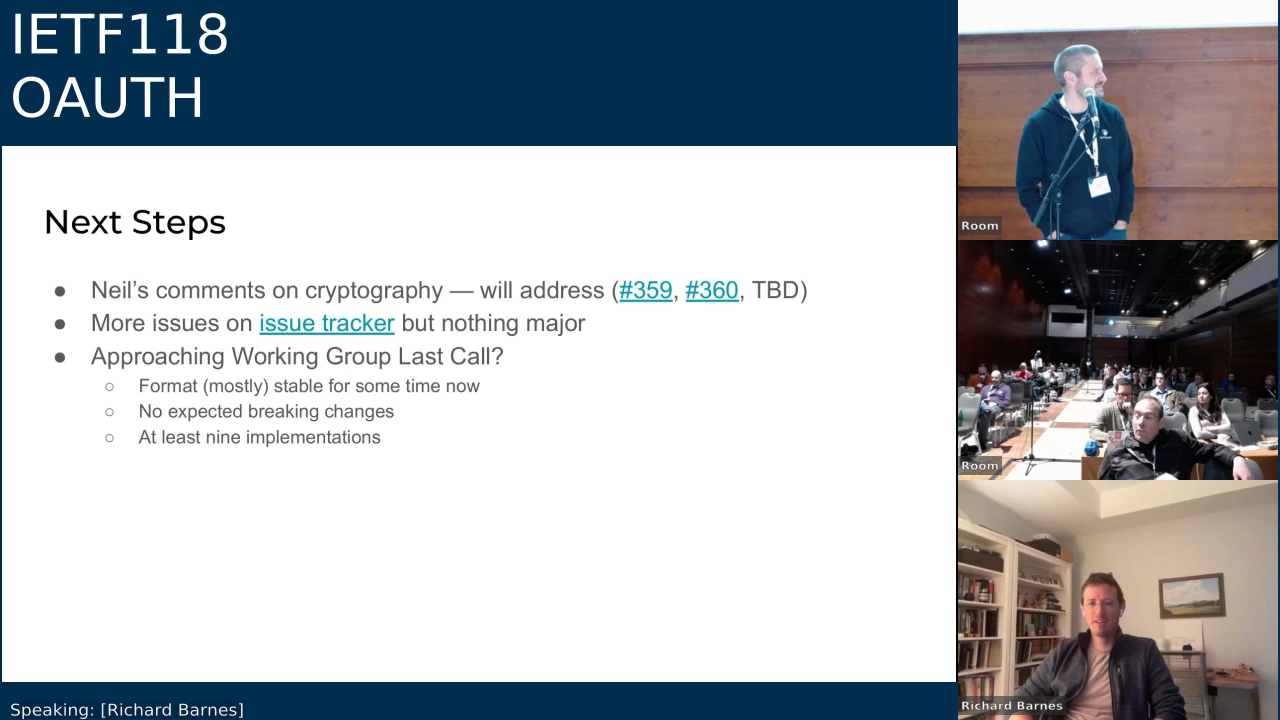 IETF118
OAUTH
Next Steps
● Neil’s comments on cryptography — will address (#359, #360, TBD)
● More issues on issue tracker but nothing major
● Approaching Working Group Last Call?
○ Format (mostly) stable for some time now
○ No expected breaking changes
○ At least nine implementations
Speaking: [Richard Barnes]
Room
Room
Richard Barnes